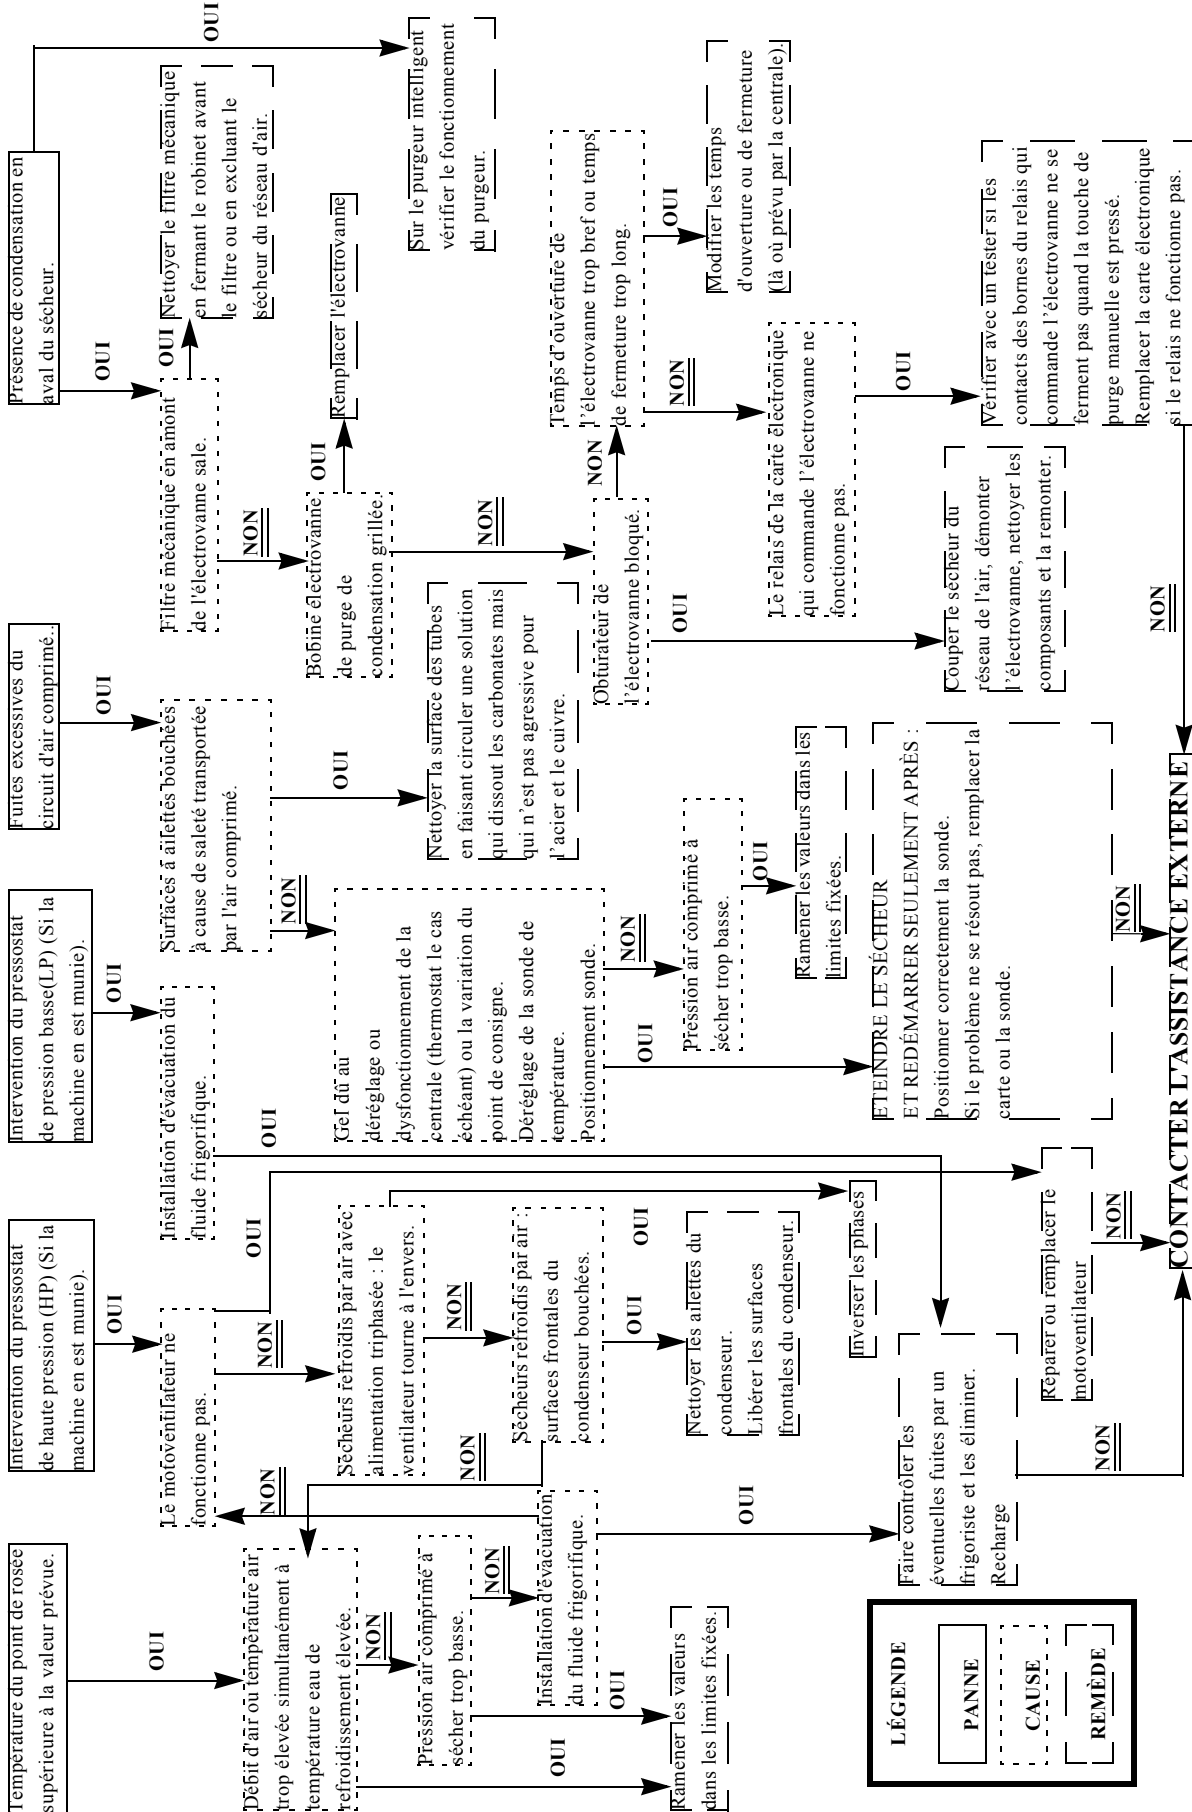 Température du point de rosée
supérieure à la valeur prévue.
OUI
Débit d'air ou température air
trop élevée simultanément à
température eau de
refroidissement élevée.
NON
Pression air comprimé à
sécher trop basse.
NON
Installation d'évacuation
du fluide frigorifique.
OUI
OUI
Ramener les valeurs
dans les limites fixées.
NON
OUI
Faire contrôler les
éventuelles fuites par un
frigoriste et les éliminer.
Recharge
NON
Intervention du pressostat
de haute pression (HP) (Si la
machine en est munie).
OUI
Le motoventilateur ne
fonctionne pas.
OUI
NON
Sécheurs refroidis par air avec
alimentation triphasée : le
ventilateur tourne à l'envers.
NON
OUI
Sécheurs refroidis par air :
surfaces frontales du
condenseur bouchées.
NON
OUI
Nettoyer les ailettes du
condenseur.
Libérer les surfaces
frontales du condenseur.
Inverser les phases
Réparer ou remplacer le
motoventilateur
NON
Intervention du pressostat
de pression basse(LP) (Si la
machine en est munie).
OUI
Installation d'évacuation du
fluide frigorifique.
OUI
Fuites excessives du
circuit d'air comprimé..
OUI
Surfaces à ailettes bouchées
à cause de saleté transportée
par l'air comprimé.
NON
OUI
Nettoyer la surface des tubes
en faisant circuler une solution
qui dissout les carbonates mais
qui n'est pas agressive pour
l'acier et le cuivre.
Gel dû au
déréglage ou
dysfonctionnement de la
centrale (thermostat le cas
échéant) ou la variation du
point de consigne.
Déréglage de la sonde de
température.
Positionnement sonde.
NON
OUI
Pression air comprimé à
sécher trop basse.
OUI
Ramener les valeurs dans les
limites fixées.
ETEINDRE LE SÉCHEUR
ET REDÉMARRER SEULEMENT APRÈS :
Positionner correctement la sonde.
Si le problème ne se résout pas, remplacer la
carte ou la sonde.
NON
Présence de condensation en
aval du sécheur.
OUI
OUI
Filtre mécanique en amont
de l'électrovanne sale.
OUI
Nettoyer le filtre mécanique
en fermant le robinet avant
le filtre ou en excluant le
sécheur du réseau d'air.
NON
Bobine électrovanne
de purge de
condensation grillée.
OUI
Remplacer l'électrovanne
Sur le purgeur intelligent
vérifier le fonctionnement
du purgeur.
NON
Obturateur de
l'électrovanne bloqué.
NON
OUI
Temps d'ouverture de
l'électrovanne trop bref ou temps
de fermeture trop long.
OUI
Modifier les temps
d'ouverture ou de fermeture
(là où prévu par la centrale).
NON
Le relais de la carte électronique
qui commande l'électrovanne ne
fonctionne pas.
OUI
Couper le sécheur du
réseau de l'air, démonter
l'électrovanne, nettoyer les
composants et la remonter.
Vérifier avec un tester si les
contacts des bornes du relais qui
commande l'électrovanne ne se
ferment pas quand la touche de
purge manuelle est pressé.
Remplacer la carte électronique
si le relais ne fonctionne pas.
NON
CONTACTER L'ASSISTANCE EXTERNE
LÉGENDE
PANNE
CAUSE
REMÈDE